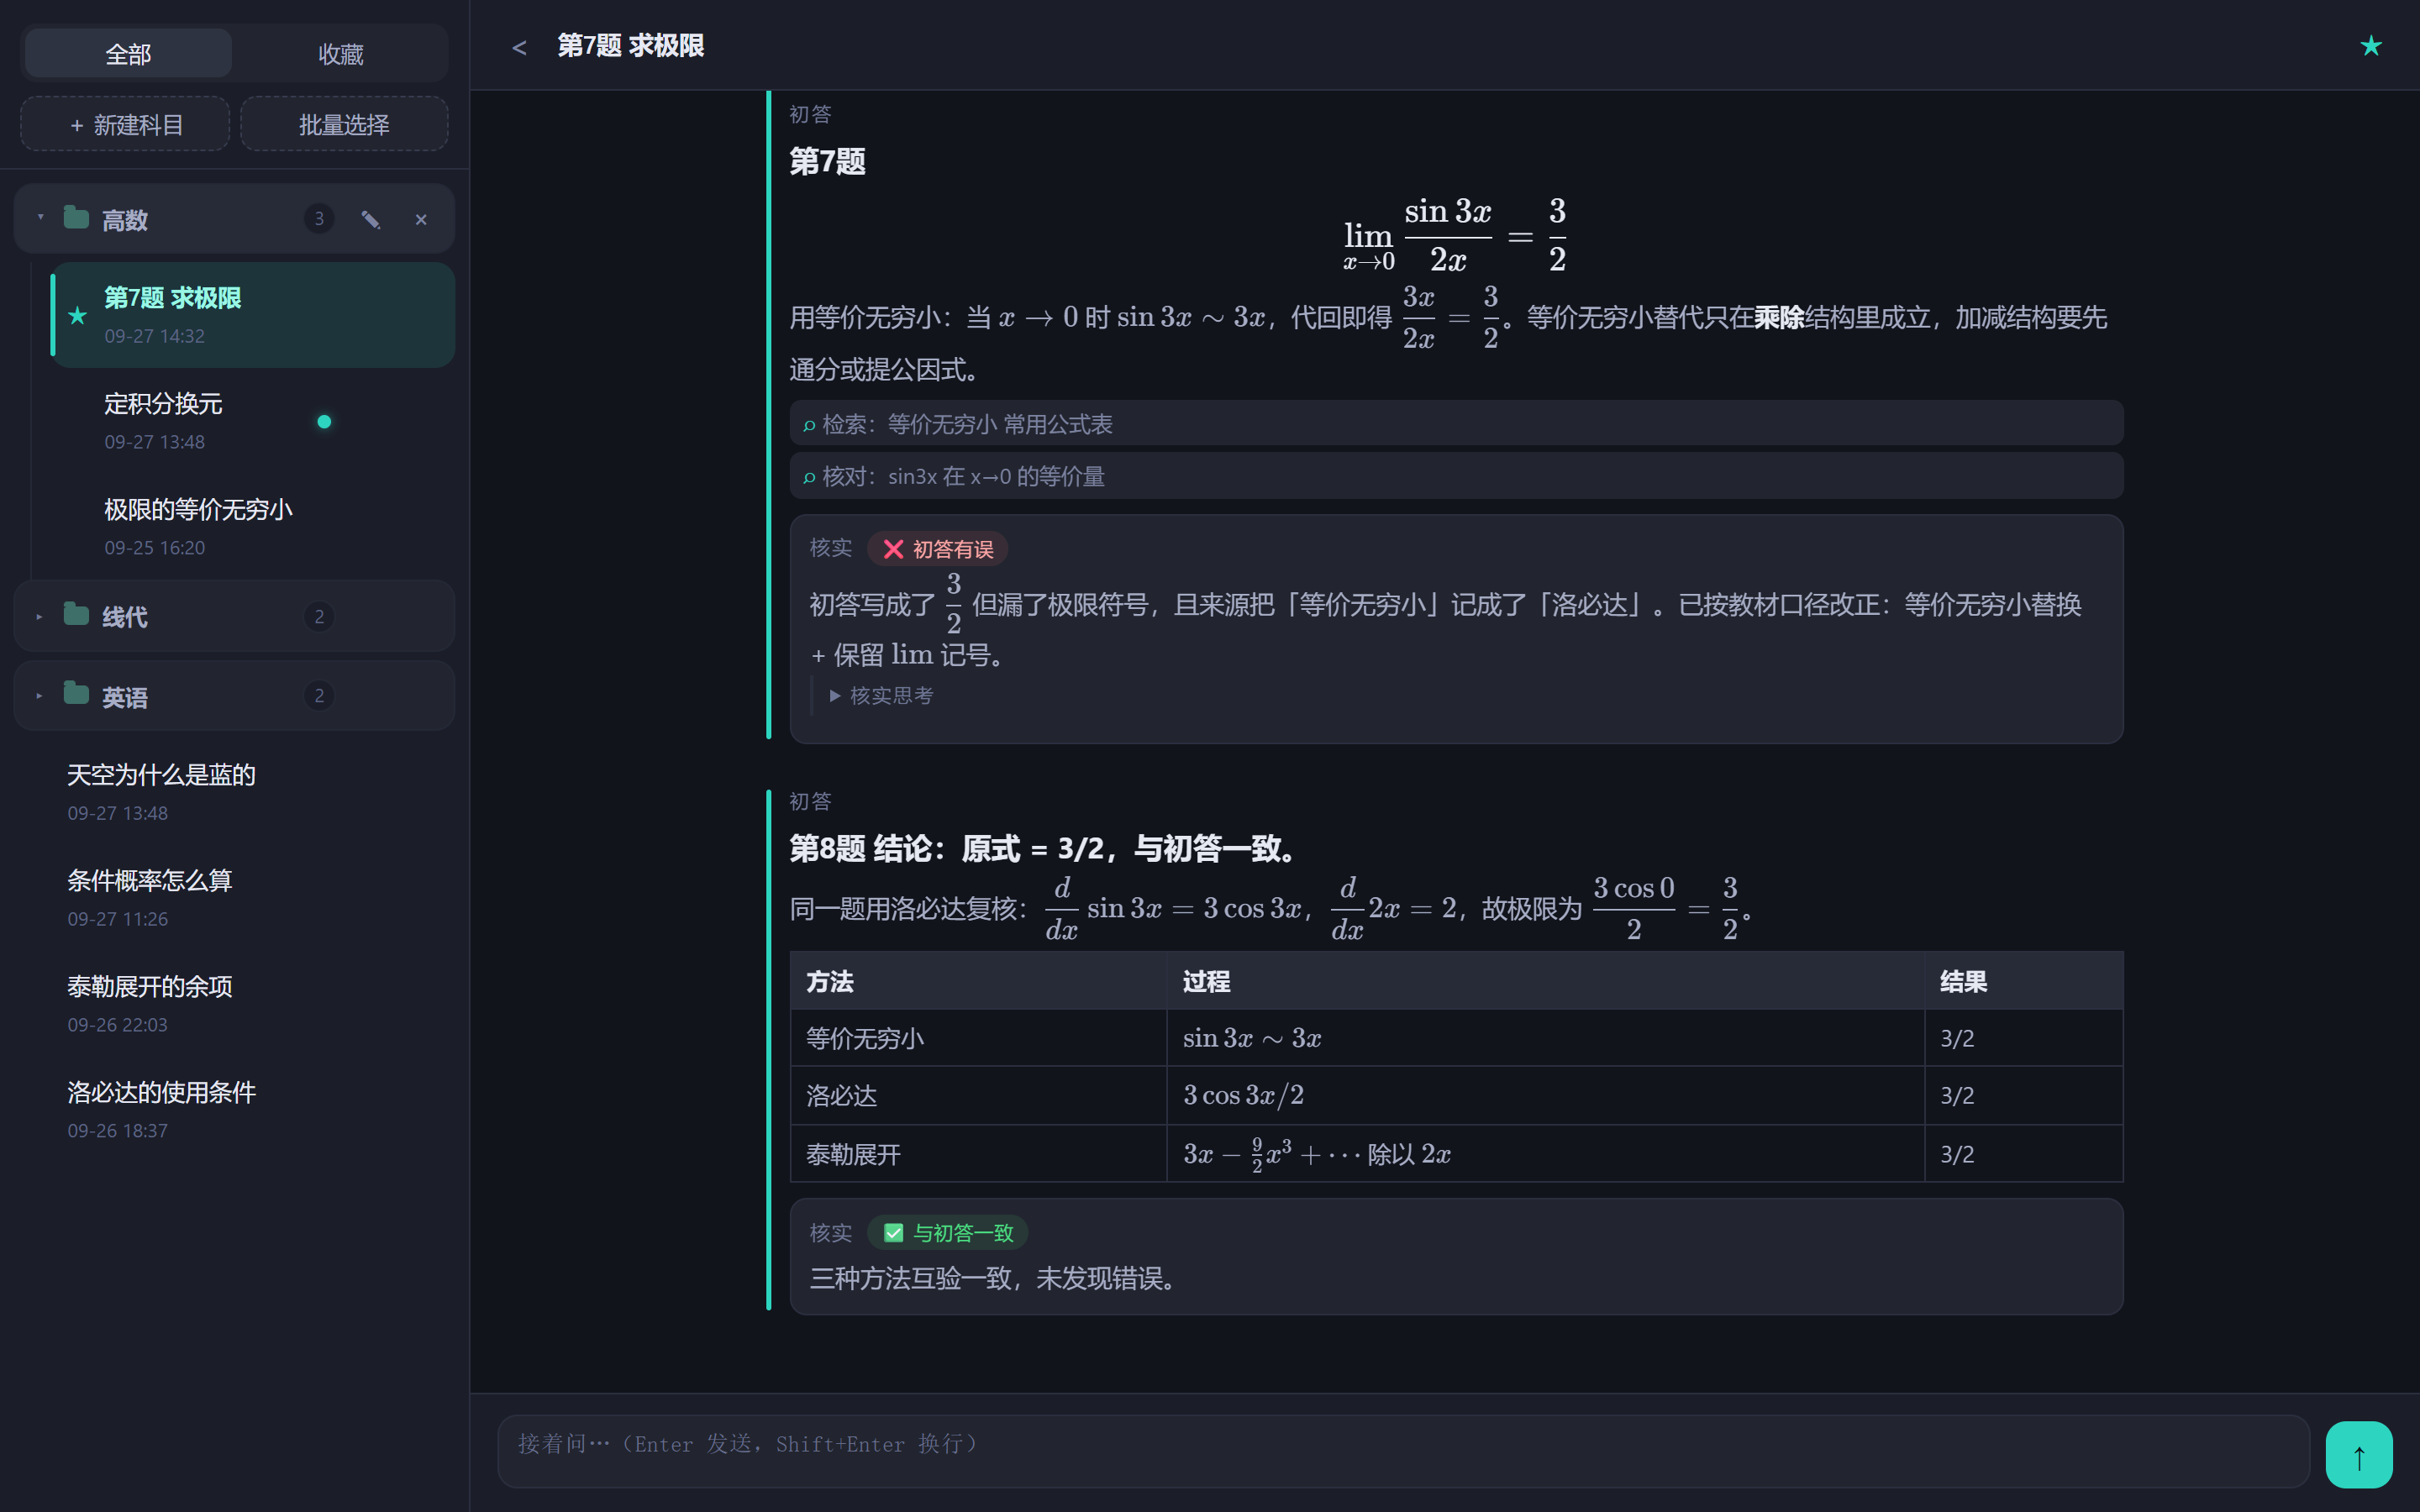 全部 收藏
+ 新建科目 批量选择
高数 3 ×
第7题 求极限
09-27 14:32
定积分换元
09-27 13:48
极限的等价无穷小
09-25 16:20
线代 2
英语 2
天空为什么是蓝的
09-27 13:48
条件概率怎么算
09-27 11:26
泰勒展开的余项
09-26 22:03
洛必达的使用条件
09-26 18:37
< 第7题 求极限 ★
初答
第7题
lim x→0 sin 3x / 2x = 3/2
用等价无穷小：当 x → 0 时 sin 3x ∼ 3x，代回即得 3x/2x = 3/2。等价无穷小替代只在乘除结构里成立，加减结构要先
通分或提公因式。
检索：等价无穷小 常用公式表
核对：sin3x 在 x→0 的等价量
核实 ❌ 初答有误
初答写成了 3/2 但漏了极限符号，且来源把「等价无穷小」记成了「洛必达」。已按教材口径改正：等价无穷小替换
+ 保留 lim 记号。
▶ 核实思考
初答
第8题 结论：原式 = 3/2，与初答一致。
同一题用洛必达复核：d/dx sin 3x = 3 cos 3x，d/dx 2x = 2，故极限为 3 cos 0 / 2 = 3/2。
方法 过程 结果
等价无穷小 sin 3x ∼ 3x 3/2
洛必达 3 cos 3x/2 3/2
泰勒展开 3x − 9/2 x³ + ⋯ 除以 2x 3/2
核实 ✅ 与初答一致
三种方法互验一致，未发现错误。
接着问…（Enter 发送，Shift+Enter 换行）
↑